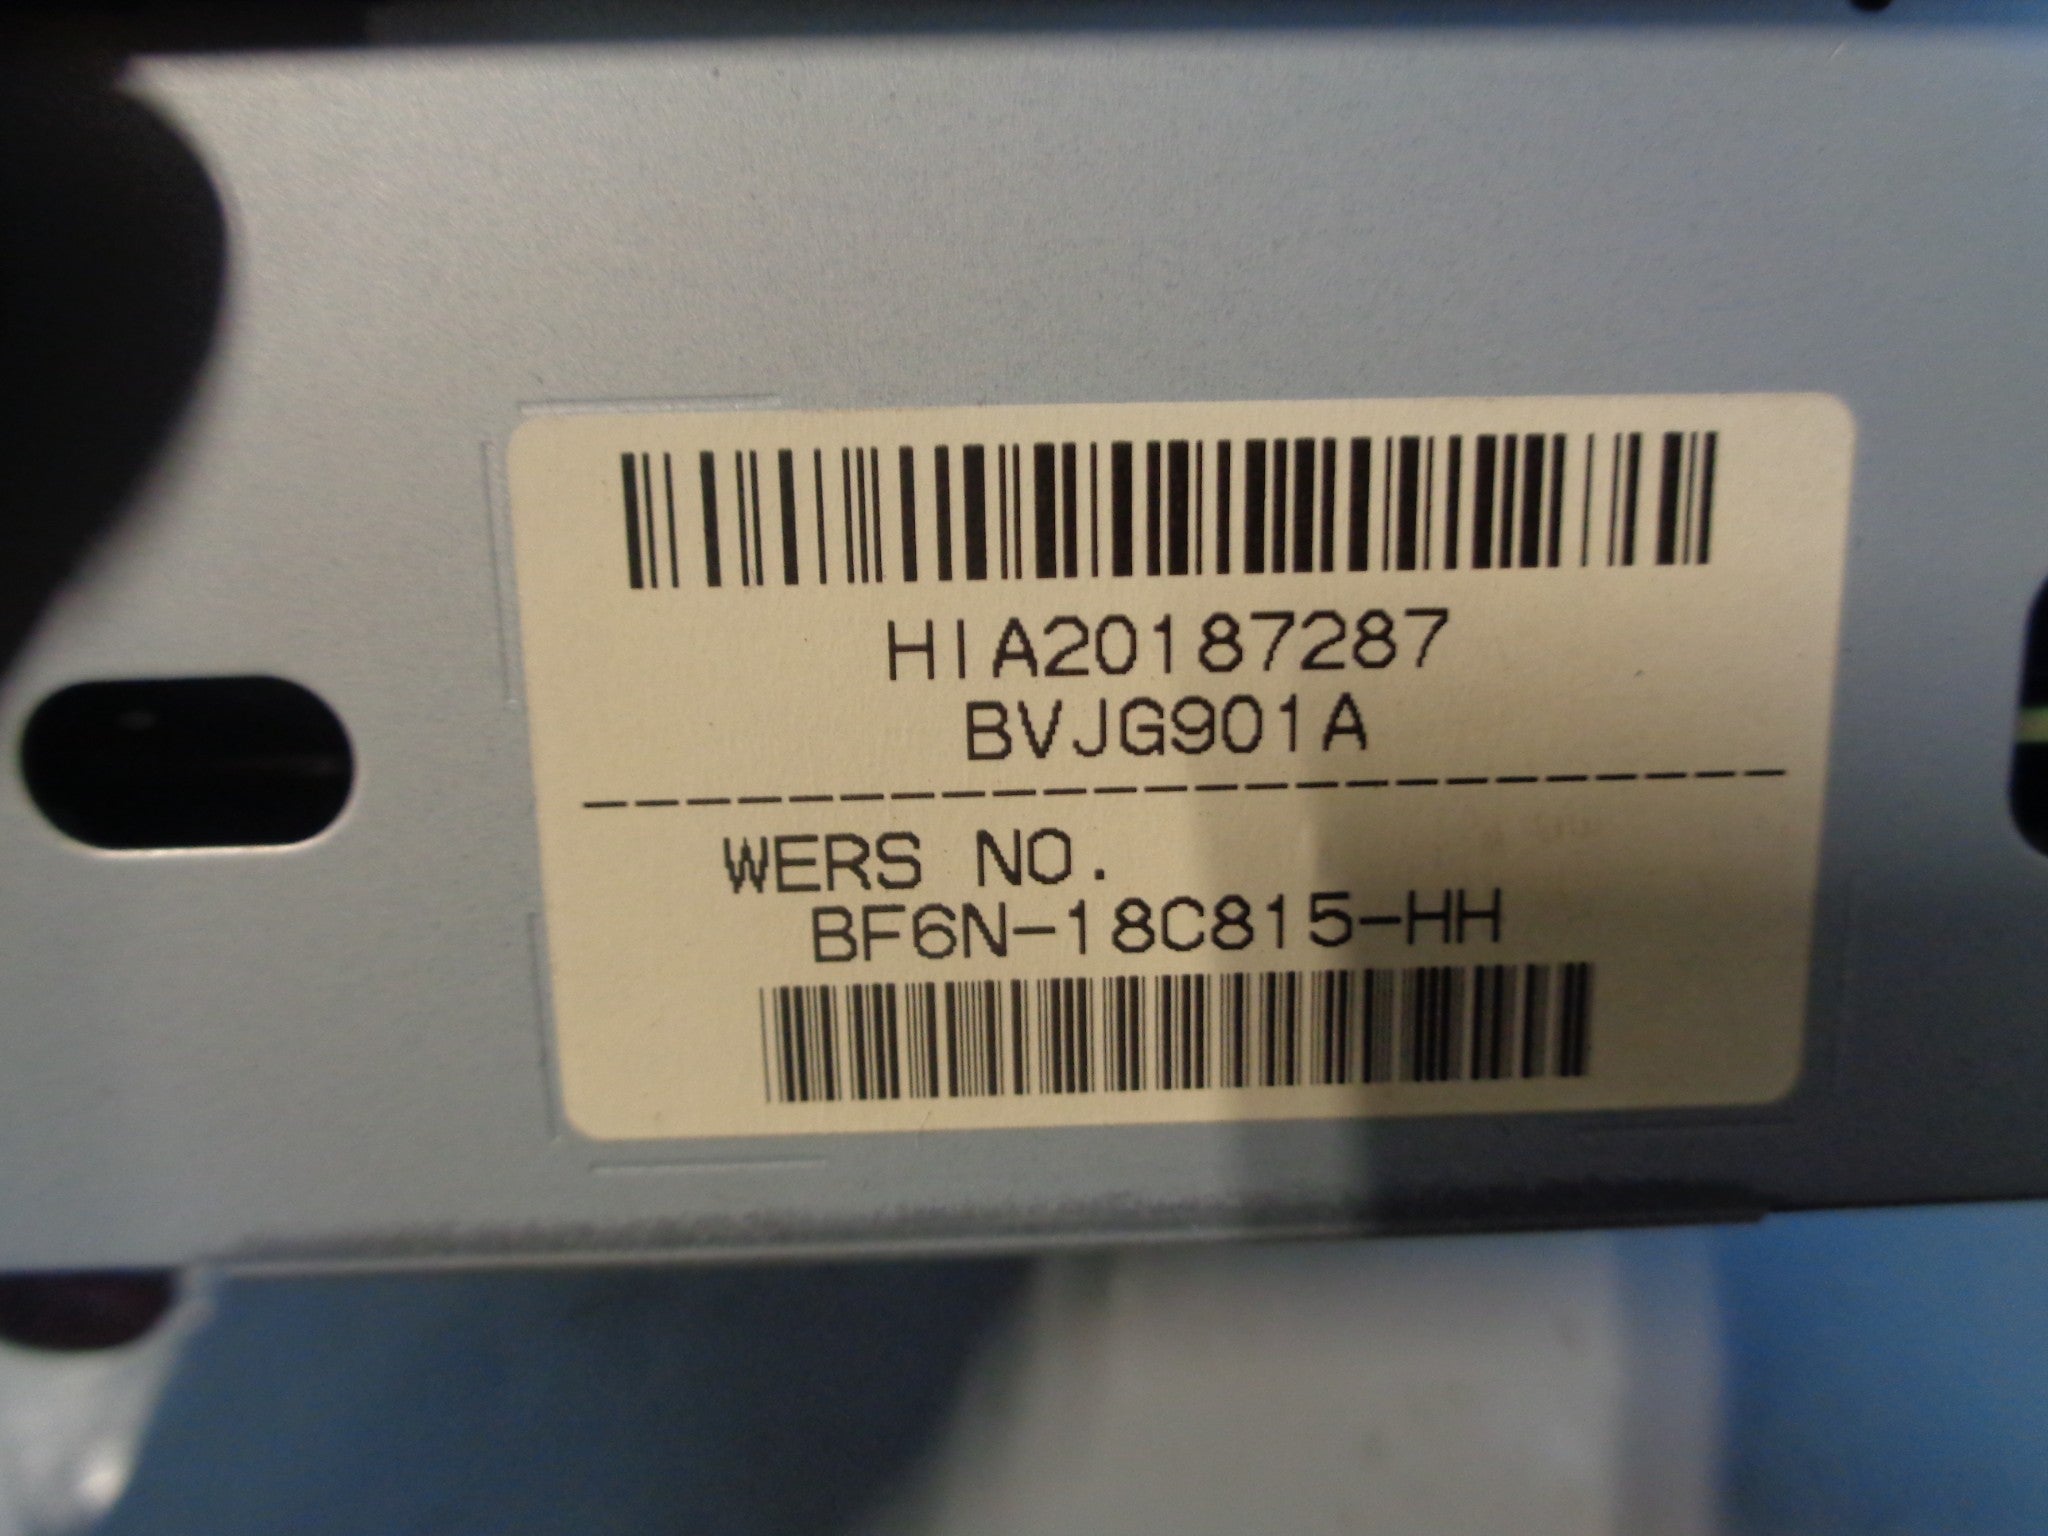 HIA20187287
BVJG901A
WERS NO.
BF6N-18C815-HH